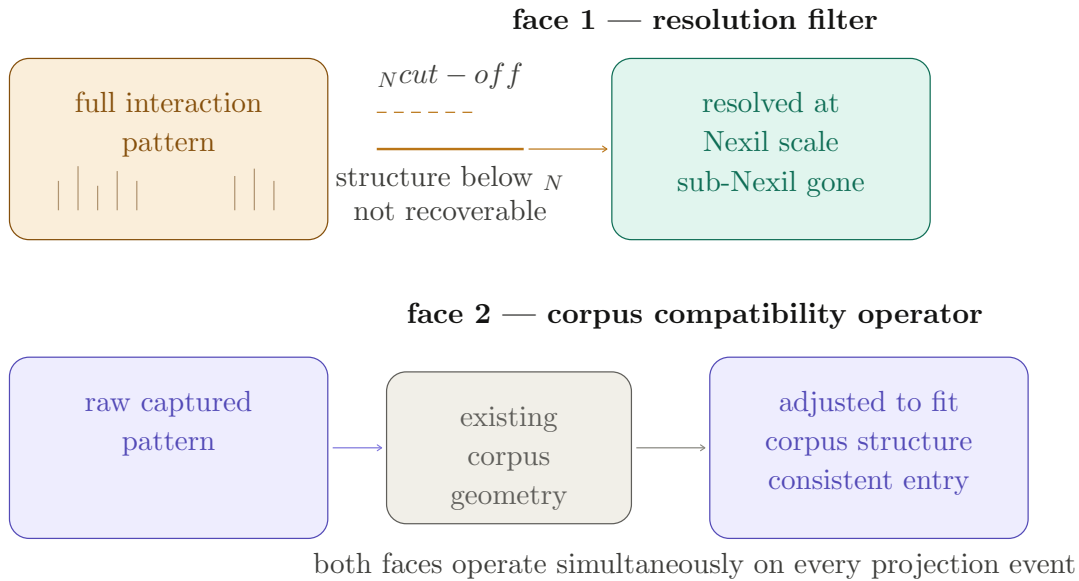 face 1 — resolution filter
full interaction
pattern
N cut − off
structure below N
not recoverable
resolved at
Nexil scale
sub-Nexil gone
face 2 — corpus compatibility operator
raw captured
pattern
existing
corpus
geometry
adjusted to fit
corpus structure
consistent entry
both faces operate simultaneously on every projection event